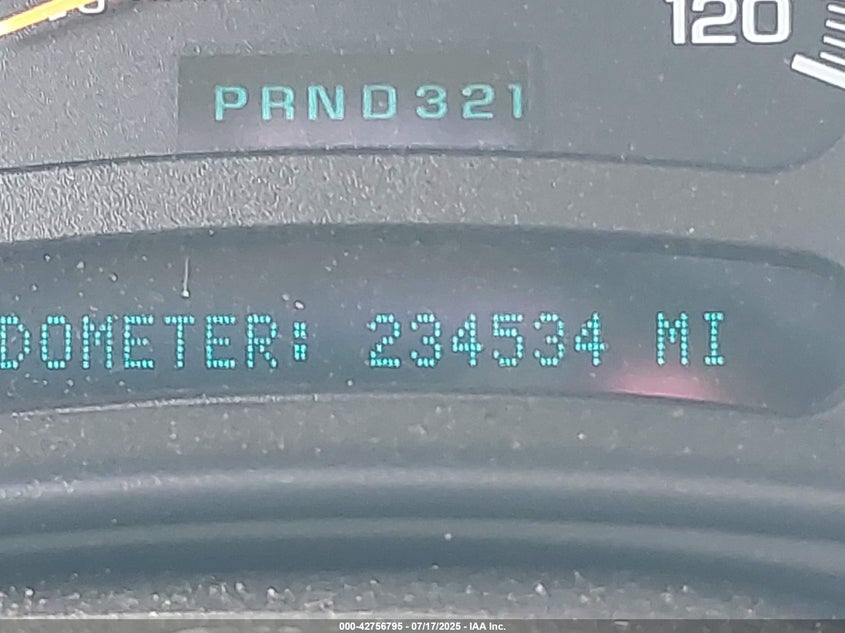 120
PRND321
DOMETER: 234534 MI
000-42756795 - 07/17/2025 - IAA Inc.